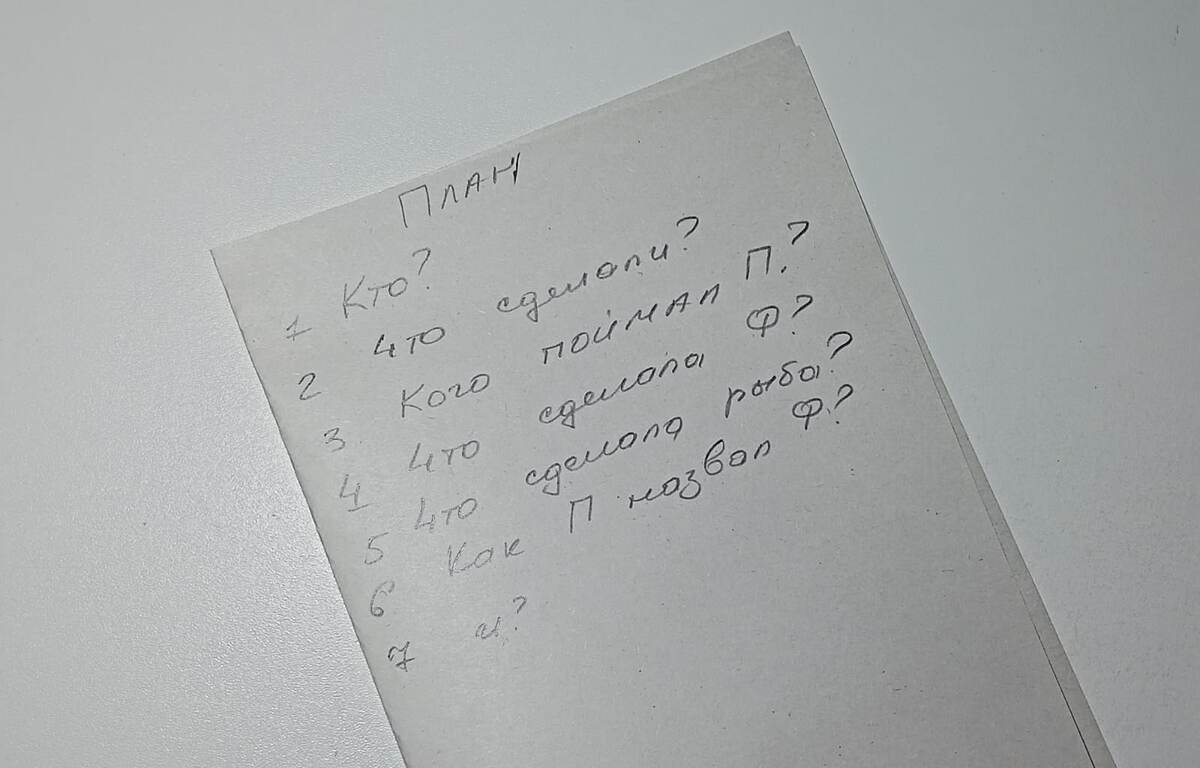 План
1 Кто?
2 что сделали?
3 Кого поймал П.?
4 что сделала Ф?
5 что сделала рыба?
6 Как П назвал Ф.?
7 и?